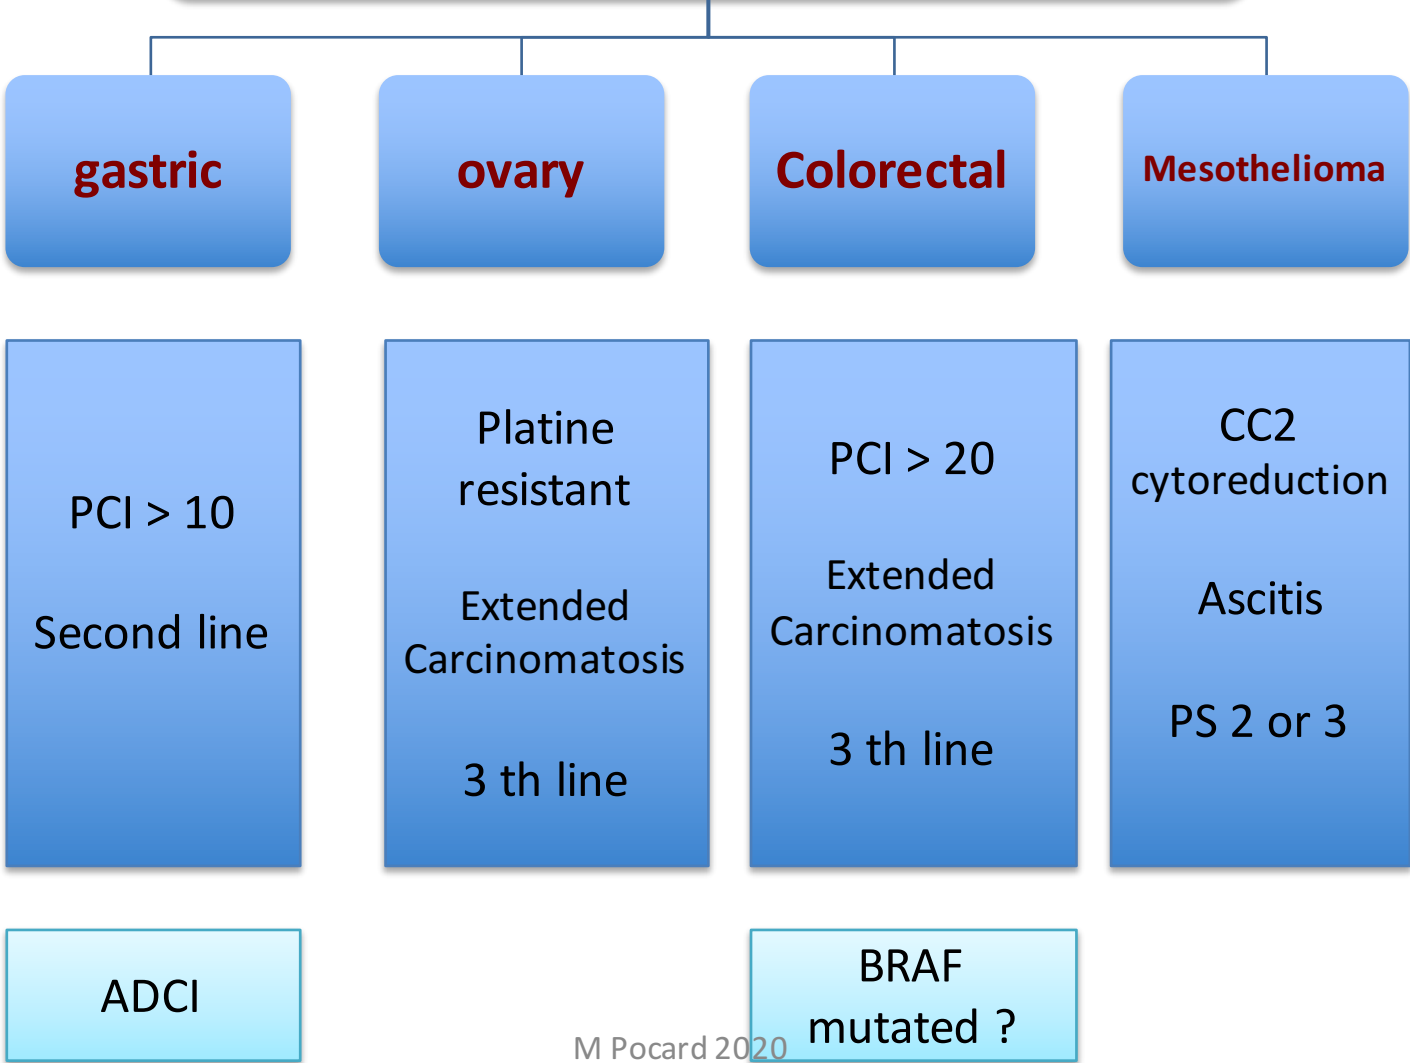 gastric
ovary
Colorectal
Mesothelioma
PCI > 10
Second line
Platine
resistant
Extended
Carcinomatosis
3 th line
PCI > 20
Extended
Carcinomatosis
3 th line
CC2
cytoreduction
Ascitis
PS 2 or 3
ADCI
BRAF
mutated ?
M Pocard 2020